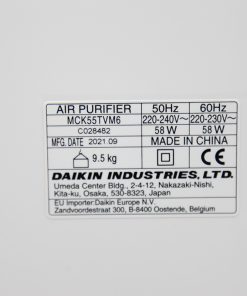 AIR PURIFIER 50Hz 60Hz
MCK55TVM6 220-240V~ 220-230V~
C028482 58 W 58 W
MFG. DATE 2021.09 MADE IN CHINA
9.5 kg CE
DAIKIN INDUSTRIES, LTD.
Umeda Center Bldg., 2-4-12, Nakazaki-Nishi,
Kita-ku, Osaka, 530-8323, Japan
EU Importer:Daikin Europe N.V.
Zandvoordestraat 300, B-8400 Oostende, Belgium